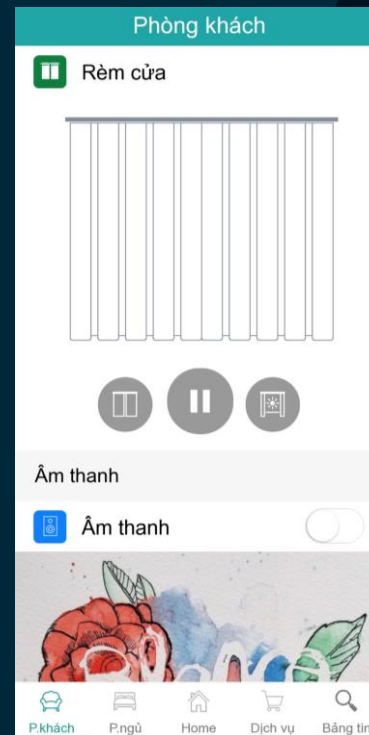 Phòng khách
Rèm cửa
Âm thanh
Âm thanh
P.khách P.ngủ Home Dịch vụ Bảng tin